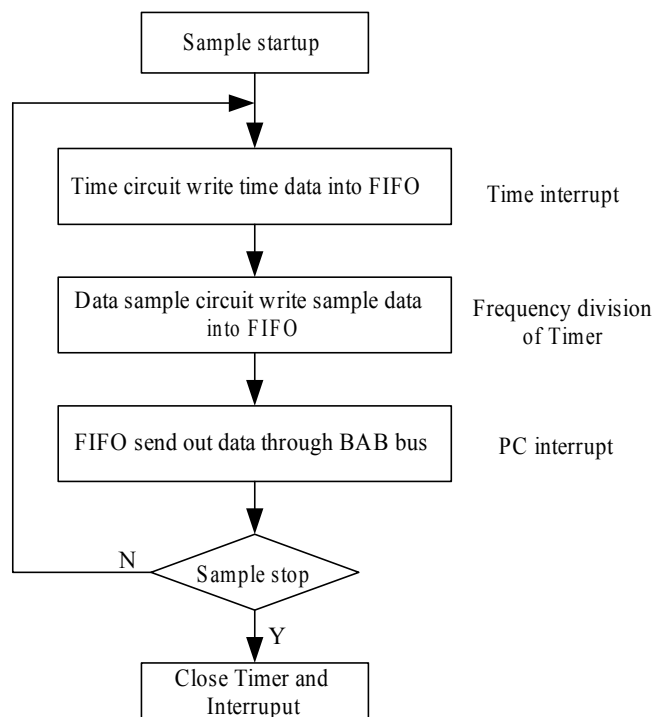 Sample startup
Time circuit write time data into FIFO
Time interrupt
Data sample circuit write sample data
into FIFO
Frequency division
of Timer
FIFO send out data through BAB bus
PC interrupt
N
Sample stop
Y
Close Timer and
Interruput